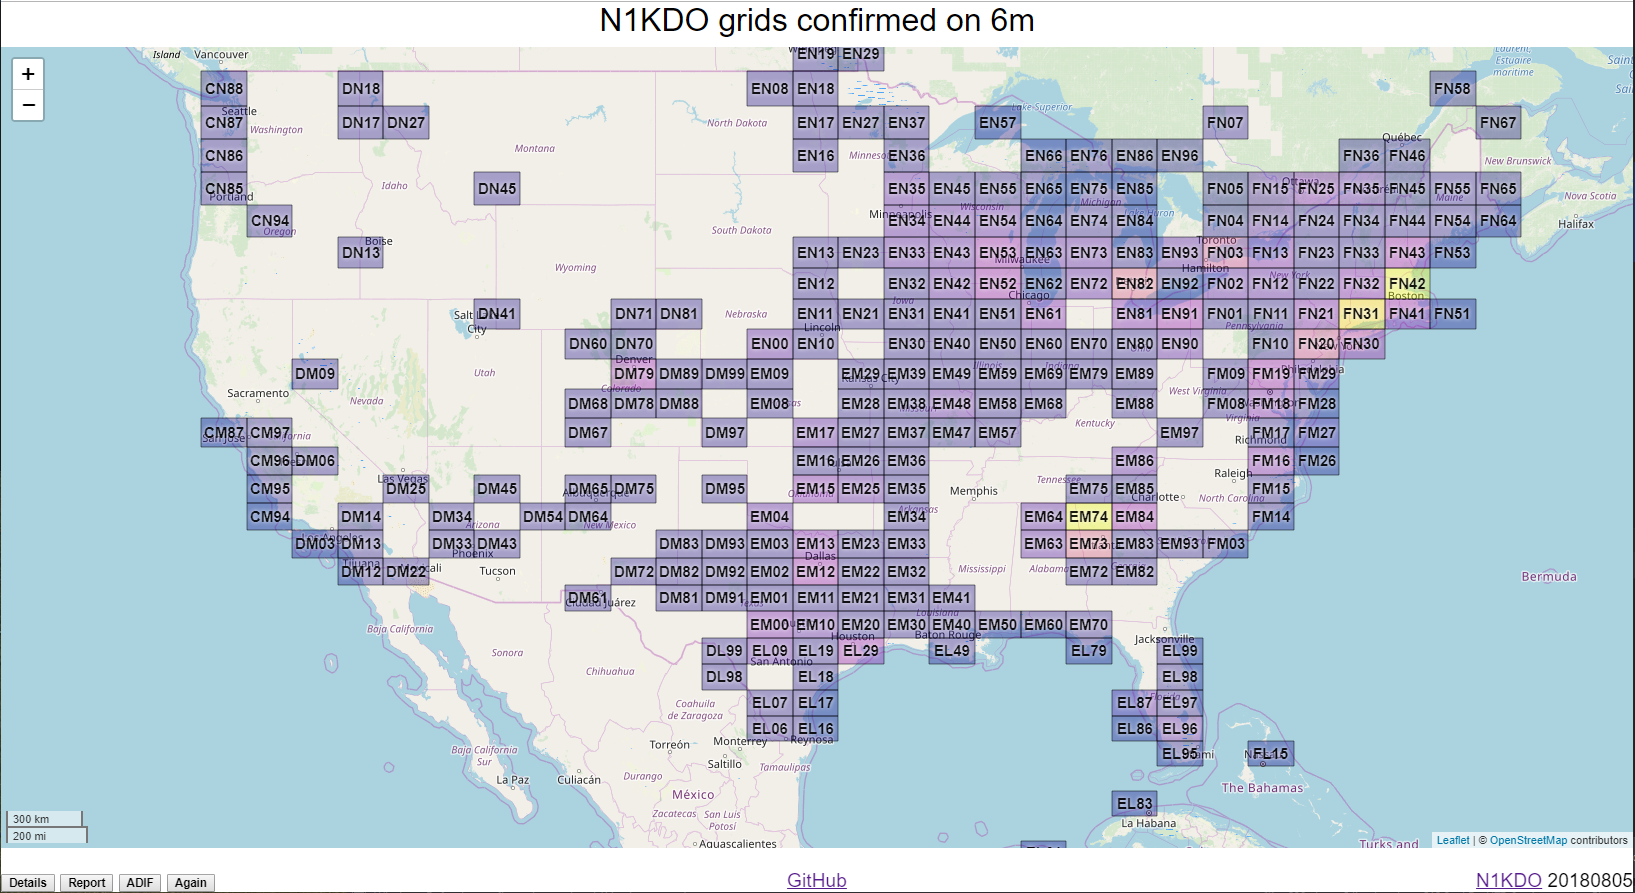 N1KDO grids confirmed on 6m
Island Vancouver EN19 EN29
+
−
CN88 DN18 EN08 EN18 FN58
Seattle
Lake Superior
CN87 DN17 DN27 EN17 EN27 EN37 EN57 FN07 FN67
Washington North Dakota
Québec
CN86 Montana EN16 EN36 EN66 EN76 EN86 EN96 FN36 FN46
New Brunswick
CN85 Idaho DN45 EN35 EN45 EN55 EN65 EN75 EN85 FN05 FN15 FN25 FN35 FN45 FN55 FN65
Portland Wisconsin Michigan Maine Nova Scotia
Minneapolis Lake Huron
CN94 EN34 EN44 EN54 EN64 EN74 EN84 FN04 FN14 FN24 FN34 FN44 FN54 FN64
Oregon South Dakota Halifax
Boise Toronto
DN13 EN13 EN23 EN33 EN43 EN53 EN63 EN73 EN83 EN93 FN03 FN13 FN23 FN33 FN43 FN53
Wyoming Milwaukee Hamilton New York
EN12 EN32 EN42 EN52 EN62 EN72 EN82 EN92 FN02 FN12 FN22 FN32 FN42
Iowa Chicago Boston
DN41 DN71 DN81 EN11 EN21 EN31 EN41 EN51 EN61 EN81 EN91 FN01 FN11 FN21 FN31 FN41 FN51
City Nebraska Lincoln Pennsylvania
DN60 DN70 EN00 EN10 EN30 EN40 EN50 EN60 EN70 EN80 EN90 FN10 FN20 FN30
Denver
Utah Illinois Indiana Philadelphia
DM09 DM79 DM89 DM99 EM09 EM29 EM39 EM49 EM59 EM69 EM79 EM89 FM09 FM19 FM29
Sacramento Nevada Colorado West Virginia
DM68 DM78 DM88 EM08 EM28 EM38 EM48 EM58 EM68 EM88 FM08 FM18 FM28
Kentucky Virginia
CM87 CM97 DM67 DM97 EM17 EM27 EM37 EM47 EM57 EM97 FM17 FM27
Richmond
CM96 DM06 EM16 EM26 EM36 EM86 FM16 FM26
Las Vegas Tennessee Raleigh
CM95 DM25 DM45 DM65 DM75 DM95 EM15 EM25 EM35 Memphis EM75 EM85 FM15
Albuquerque Oklahoma Charlotte North Carolina
Arkansas
CM94 DM14 DM34 DM54 DM64 EM04 EM34 EM64 EM74 EM84 FM14
Arizona New Mexico
Los Angeles
DM03 DM13 DM33 DM43 DM83 DM93 EM03 EM13 EM23 EM33 EM63 EM73 EM83 EM93 FM03
Phoenix Dallas
Tijuana
DM12 DM22 Tucson DM72 DM82 DM92 EM02 EM12 EM22 EM32 Mississippi Alabama EM72 EM82
Bermuda
DM61 DM81 DM91 EM01 EM11 EM21 EM31 EM41
Ciudad Juárez Texas Louisiana
Baja California EM00 EM10 EM20 EM30 EM40 EM50 EM60 EM70
Houston Baton Rouge Jacksonville
Sonora DL99 EL09 EL19 EL29 EL49 EL79 EL99
San Antonio
Chihuahua DL98 EL18 EL98
Florida
Coahuila
de Zaragoza
EL07 EL17 EL87 EL97
EL06 EL16 EL86 EL96
Torreón Monterrey Reynosa
Baja California
Sur
EL95 FL15
Saltillo
Durango Tamaulipas
La Paz Culiacán
The Bahamas
México EL83
Zacatecas San Luis
Potosí
La Habana
300 km
200 mi
Aguascalientes Turks and
Leaflet | © OpenStreetMap contributors
Details Report ADIF Again GitHub N1KDO 20180805